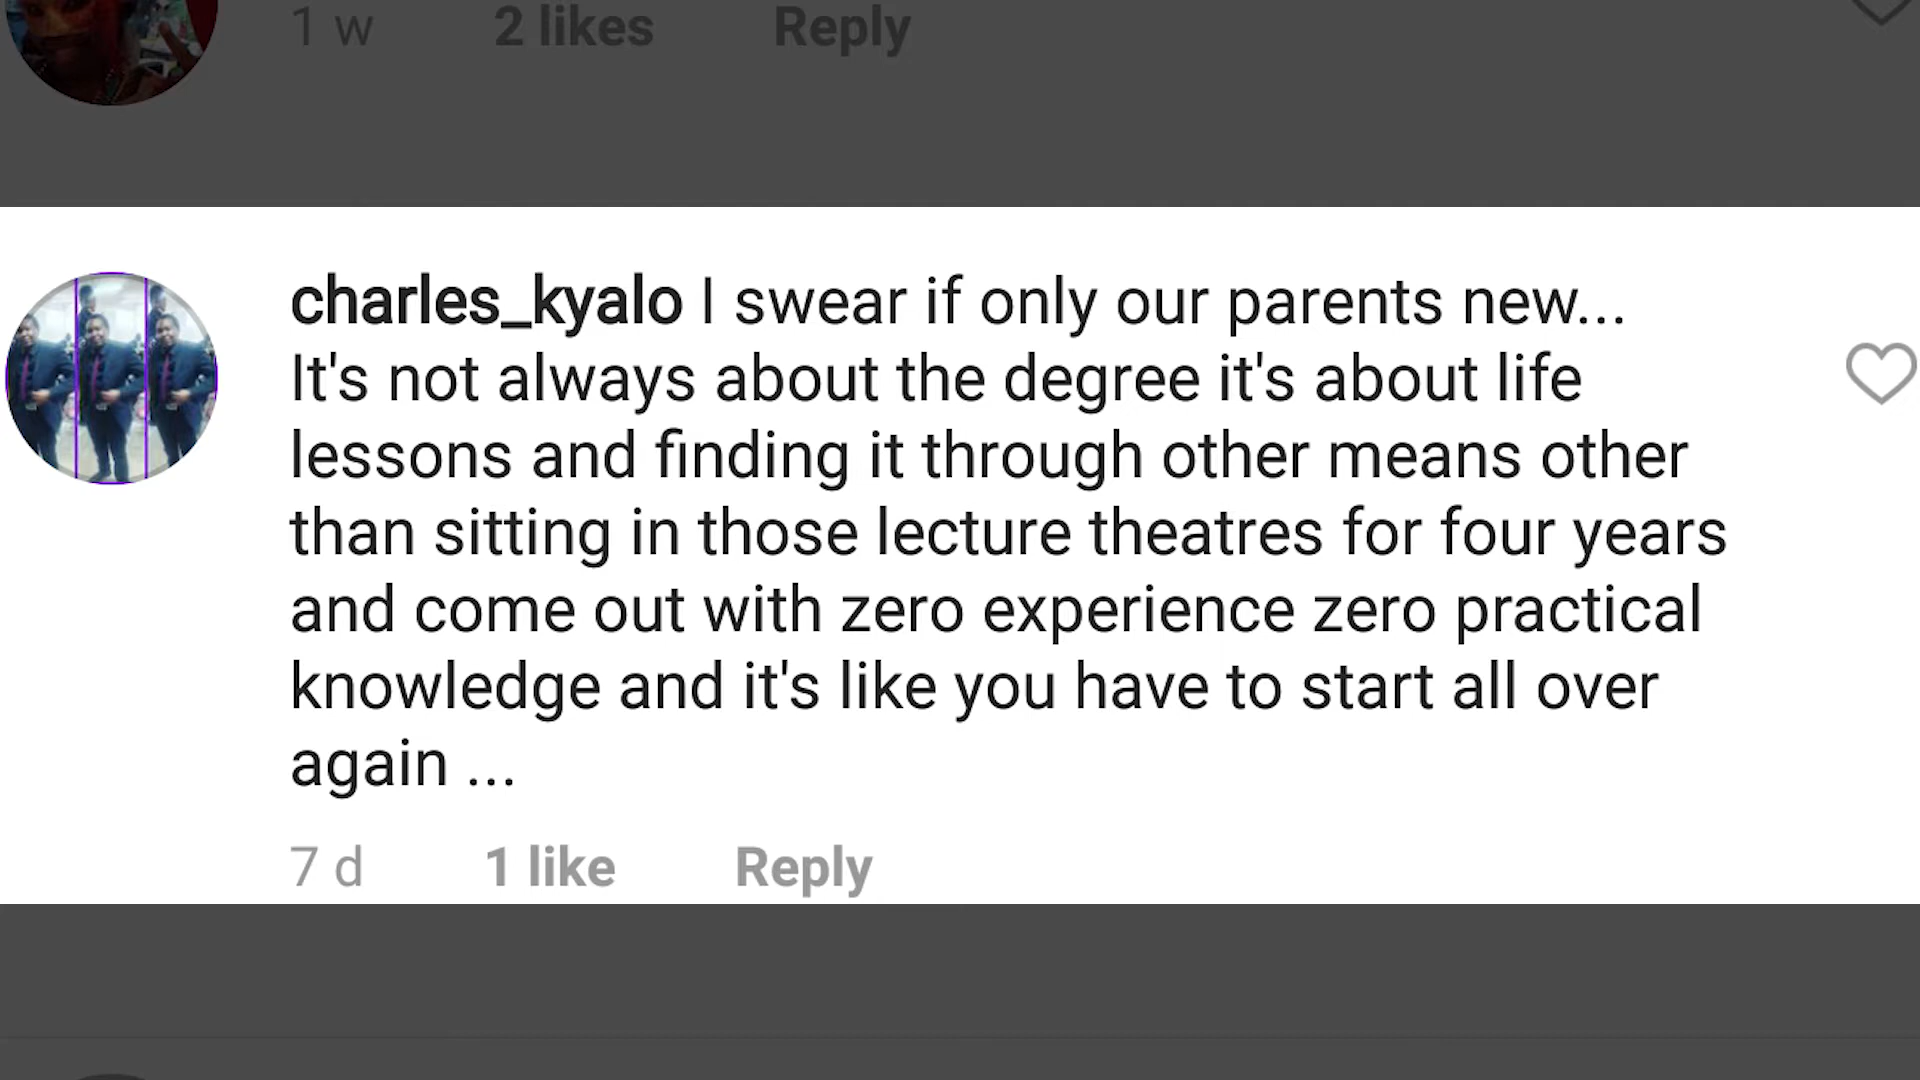 1 w 2 likes Reply
charles_kyalo I swear if only our parents new...
It's not always about the degree it's about life
lessons and finding it through other means other
than sitting in those lecture theatres for four years
and come out with zero experience zero practical
knowledge and it's like you have to start all over
again ...
7 d 1 like Reply